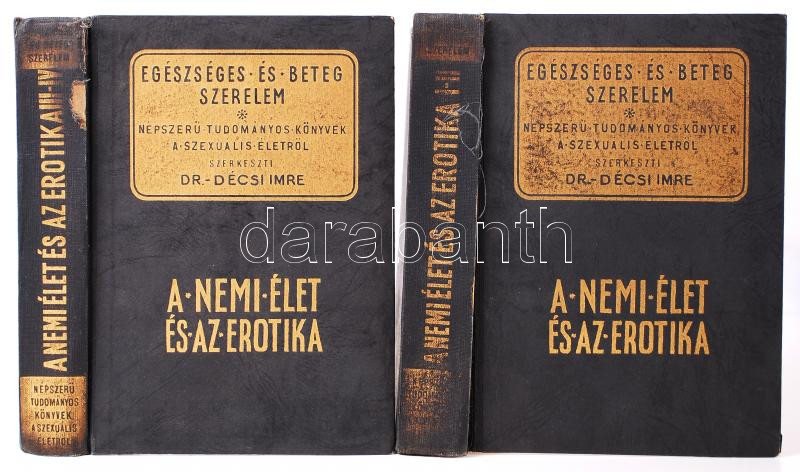 SZERELEM
A NEMI ÉLET ÉS AZ EROTIKA III-IV
NÉPSZERŰ
TUDOMÁNYOS
KÖNYVEK
A SZEXUÁLIS
ÉLETRŐL
EGÉSZSÉGES · ÉS · BETEG
SZERELEM
*
NÉPSZERŰ · TUDOMÁNYOS · KÖNYVEK
A · SZEXUÁLIS · ÉLETRŐL
SZERKESZTI
DR.- DÉCSI IMRE
A · NEMI · ÉLET
ÉS · AZ · EROTIKA
SZERELEM
A NEMI ÉLET ÉS AZ EROTIKA I-II
EGÉSZSÉGES · ÉS · BETEG
SZERELEM
*
NÉPSZERŰ · TUDOMÁNYOS · KÖNYVEK
A · SZEXUÁLIS · ÉLETRŐL
SZERKESZTI
DR.- DÉCSI IMRE
A · NEMI · ÉLET
ÉS · AZ · EROTIKA
darabanth